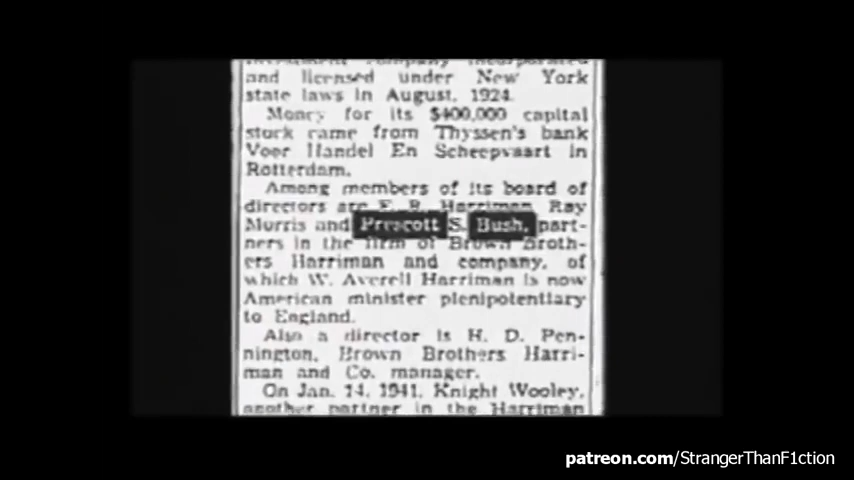 investment company incorporated
and licensed under New York
state laws in August, 1924.
Money for its $400,000 capital
stock came from Thyssen's bank
Voor Handel En Scheepvaart in
Rotterdam.
Among members of its board of
directors are E. R. Harriman, Ray
Morris and Prescott S. Bush, part-
ners in the firm of Brown Broth-
ers Harriman and company, of
which W. Averell Harriman is now
American minister plenipotentiary
to England.
Also a director is H. D. Pen-
nington, Brown Brothers Harri-
man and Co. manager.
On Jan. 14, 1941, Knight Wooley,
another partner in the Harriman
patreon.com/StrangerThanF1ction